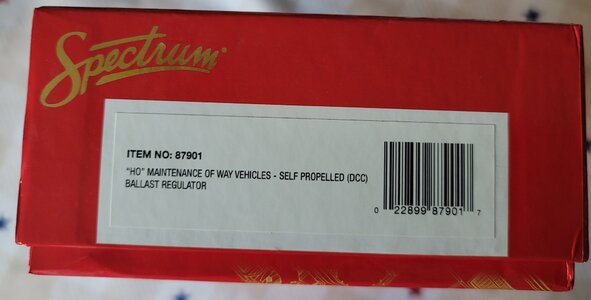 Spectrum
ITEM NO: 87901
"HO" MAINTENANCE OF WAY VEHICLES - SELF PROPELLED (DCC)
BALLAST REGULATOR
0 22899 87901 7